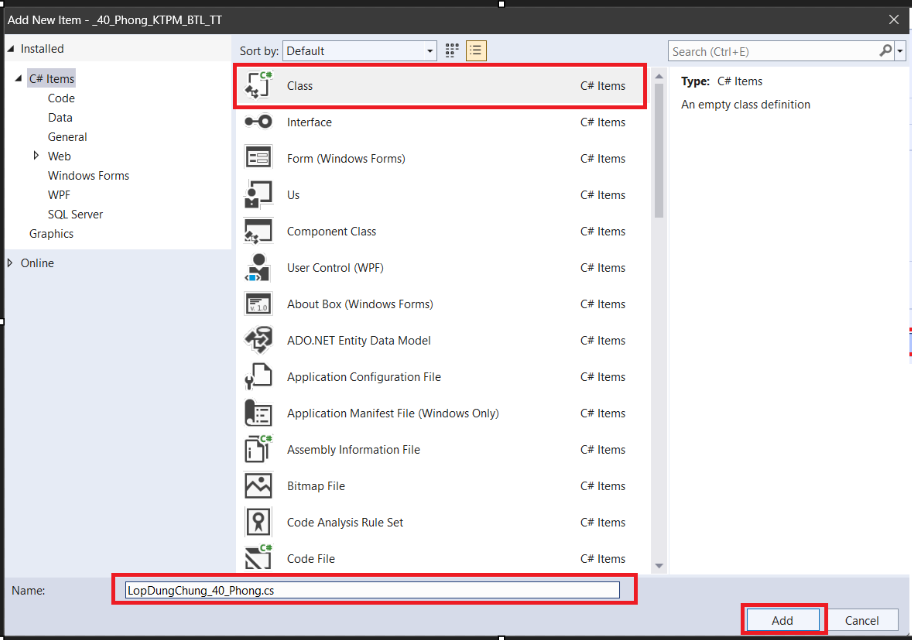 Add New Item - _40_Phong_KTPM_BTL_TT
Installed
C# Items
Code
Data
General
Web
Windows Forms
WPF
SQL Server
Graphics
Online
Sort by: Default
Search (Ctrl+E)
Class C# Items
Interface C# Items
Form (Windows Forms) C# Items
Us C# Items
Component Class C# Items
User Control (WPF) C# Items
About Box (Windows Forms) C# Items
ADO.NET Entity Data Model C# Items
Application Configuration File C# Items
Application Manifest File (Windows Only) C# Items
Assembly Information File C# Items
Bitmap File C# Items
Code Analysis Rule Set C# Items
Code File C# Items
Type: C# Items
An empty class definition
Name: LopDungChung_40_Phong.cs
Add Cancel